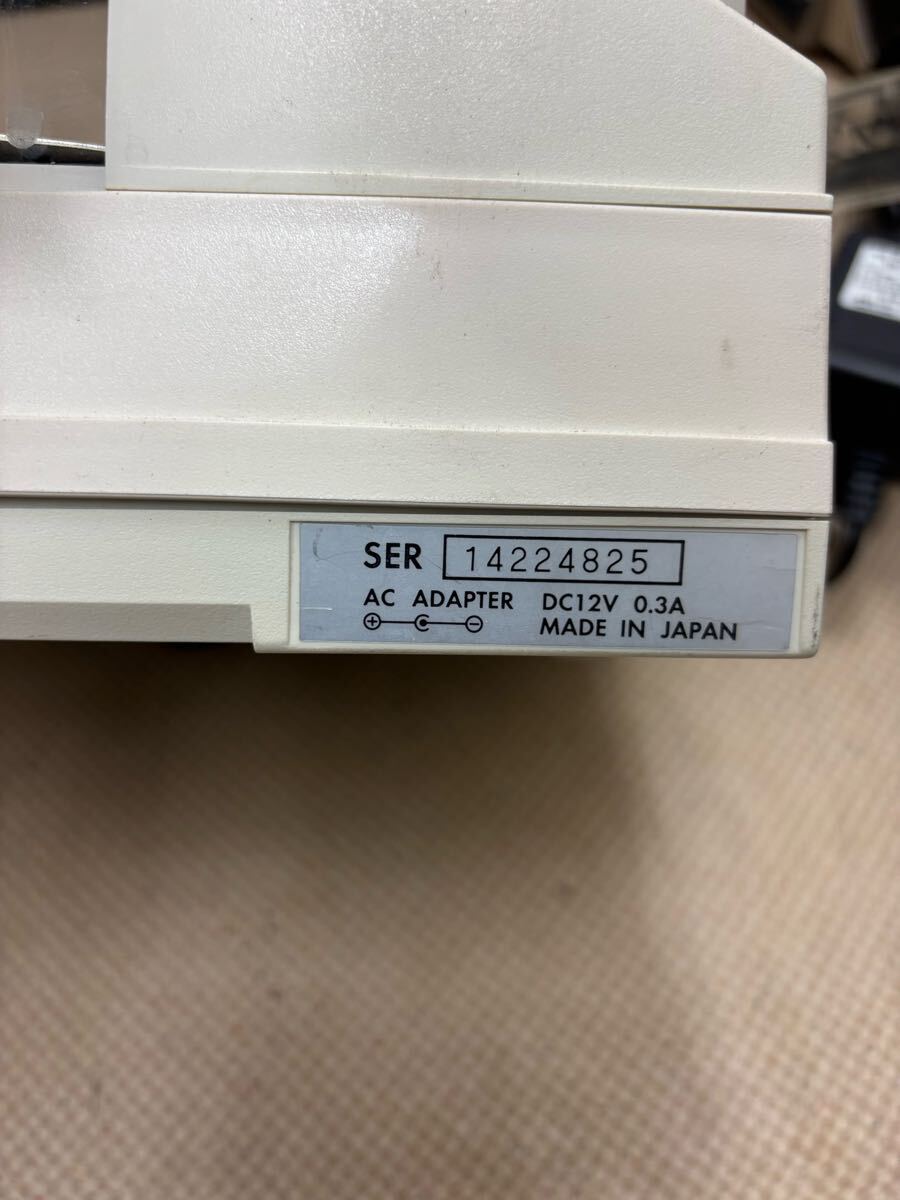 SER 14224825
AC ADAPTER DC12V 0.3A
⊕ ⊖ MADE IN JAPAN